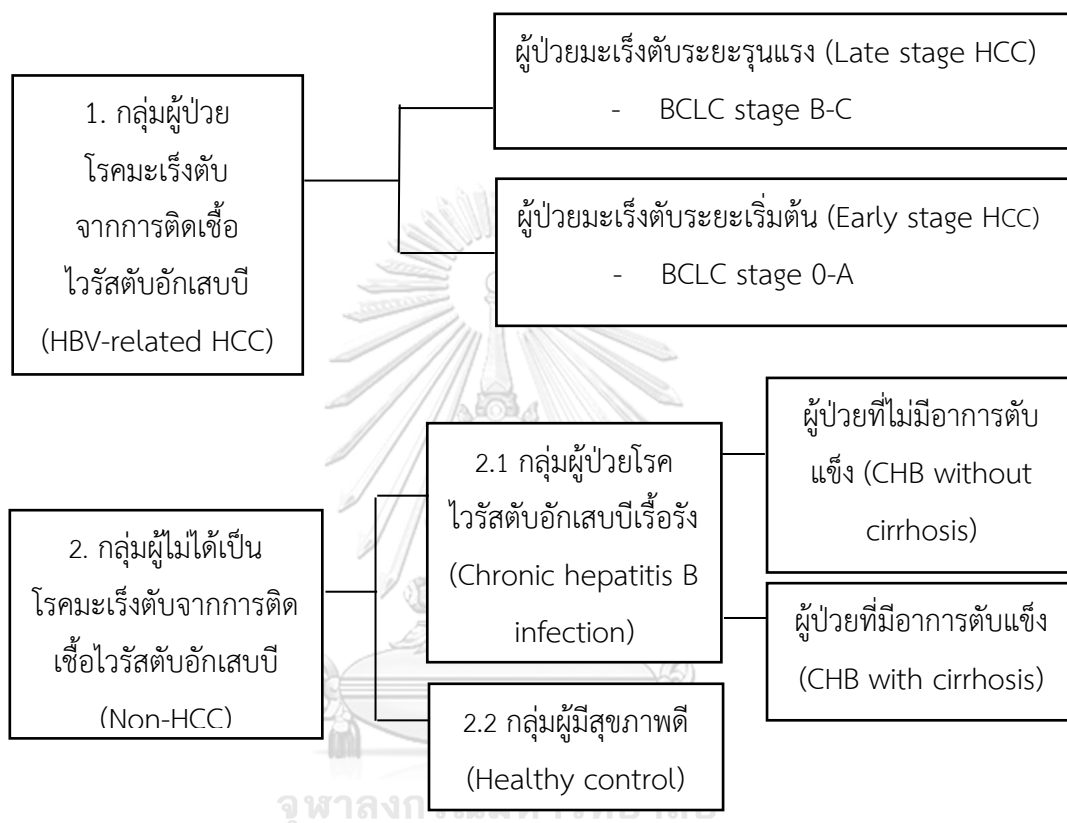 1. กลุ่มผู้ป่วย
โรคมะเร็งตับ
จากการติดเชื้อ
ไวรัสตับอักเสบบี
(HBV-related HCC)
ผู้ป่วยมะเร็งตับระยะรุนแรง (Late stage HCC)
- BCLC stage B-C
ผู้ป่วยมะเร็งตับระยะเริ่มต้น (Early stage HCC)
- BCLC stage 0-A
2. กลุ่มผู้ไม่ได้เป็น
โรคมะเร็งตับจากการติด
เชื้อไวรัสตับอักเสบบี
(Non-HCC)
2.1 กลุ่มผู้ป่วยโรค
ไวรัสตับอักเสบบีเรื้อรัง
(Chronic hepatitis B
infection)
ผู้ป่วยที่ไม่มีอาการตับ
แข็ง (CHB without
cirrhosis)
ผู้ป่วยที่มีอาการตับแข็ง
(CHB with cirrhosis)
2.2 กลุ่มผู้มีสุขภาพดี
(Healthy control)